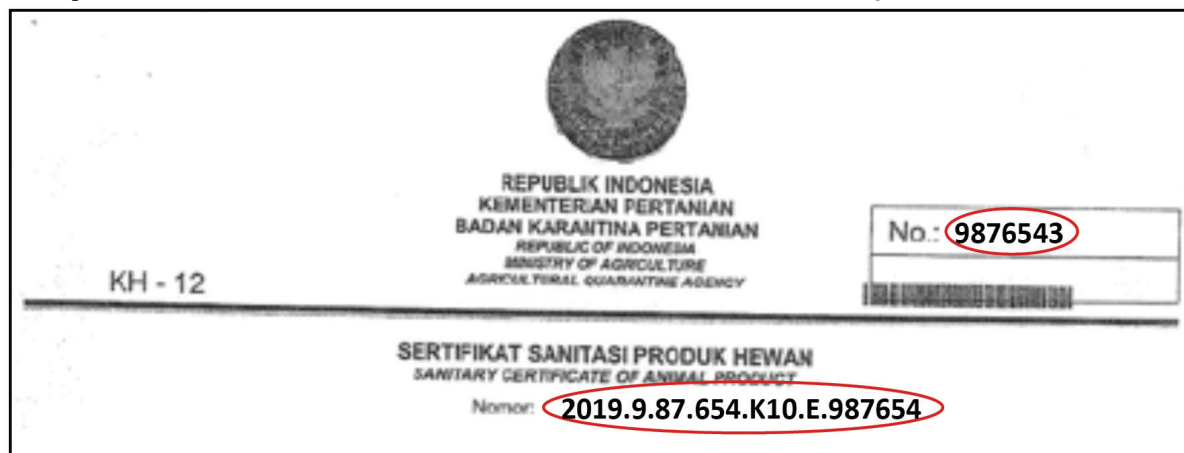 REPUBLIK INDONESIA
KEMENTERIAN PERTANIAN
BADAN KARANTINA PERTANIAN
REPUBLIC OF INDONESIA
MINISTRY OF AGRICULTURE
AGRICULTURAL QUARANTINE AGENCY
No.: 9876543
KH - 12
SERTIFIKAT SANITASI PRODUK HEWAN
SANITARY CERTIFICATE OF ANIMAL PRODUCT
Nomor: 2019.9.87.654.K10.E.987654